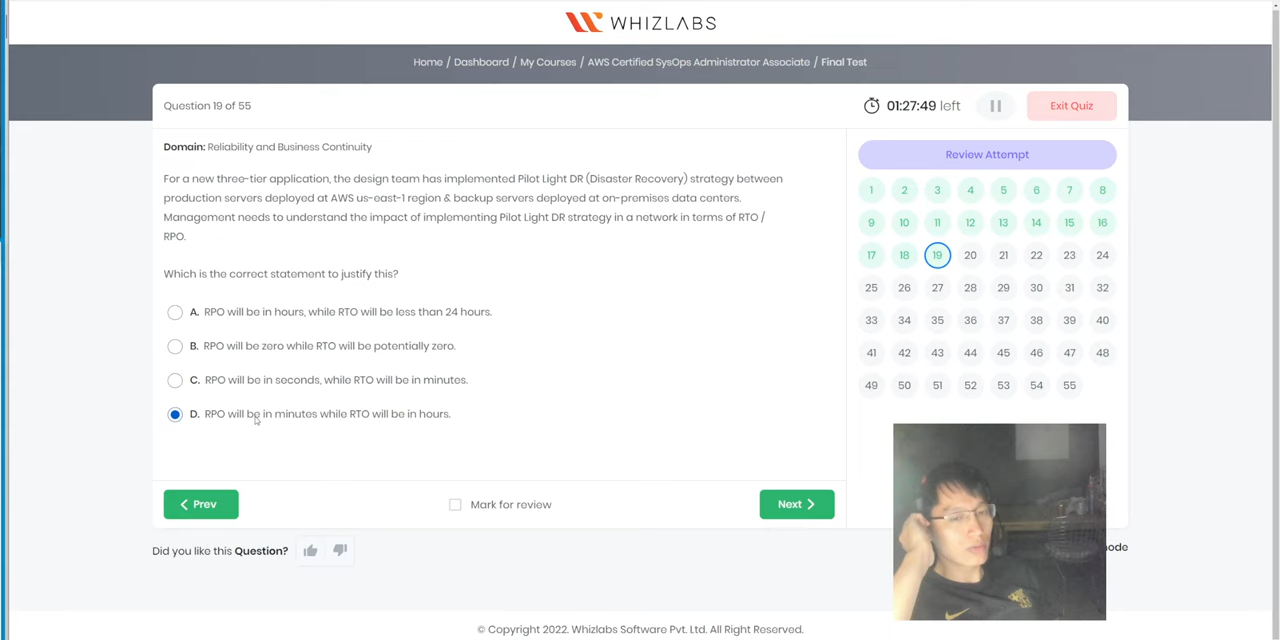 WHIZLABS
Home / Dashboard / My Courses / AWS Certified SysOps Administrator Associate / Final Test
Question 19 of 55
01:27:49 left
Exit Quiz
Domain: Reliability and Business Continuity
For a new three-tier application, the design team has implemented Pilot Light DR (Disaster Recovery) strategy between
production servers deployed at AWS us-east-1 region & backup servers deployed at on-premises data centers.
Management needs to understand the impact of implementing Pilot Light DR strategy in a network in terms of RTO /
RPO.
Which is the correct statement to justify this?
A. RPO will be in hours, while RTO will be less than 24 hours.
B. RPO will be zero while RTO will be potentially zero.
C. RPO will be in seconds, while RTO will be in minutes.
D. RPO will be in minutes while RTO will be in hours.
Prev
Mark for review
Next
Review Attempt
1 2 3 4 5 6 7 8
9 10 11 12 13 14 15 16
17 18 19 20 21 22 23 24
25 26 27 28 29 30 31 32
33 34 35 36 37 38 39 40
41 42 43 44 45 46 47 48
49 50 51 52 53 54 55
Did you like this Question?
© Copyright 2022. Whizlabs Software Pvt. Ltd. All Right Reserved.